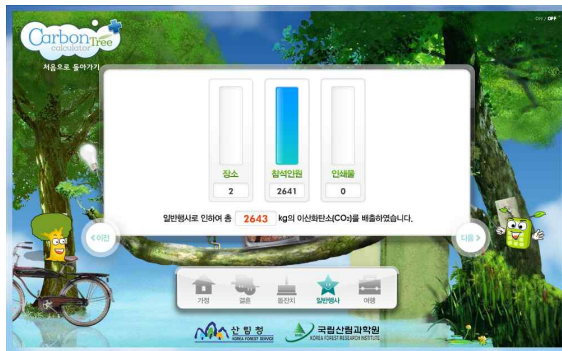 ON / OFF
Carbon Tree
calculator
처음으로 돌아가기
장소 참석인원 인쇄물
2 2641 0
일반행사로 인하여 총 2643 kg의 이산화탄소(CO₂)를 배출하였습니다.
< 이전 다음 >
가정 결혼 돌잔치 일반행사 여행
산림청 국립산림과학원
KOREA FOREST SERVICE KOREA FOREST RESEARCH INSTITUTE